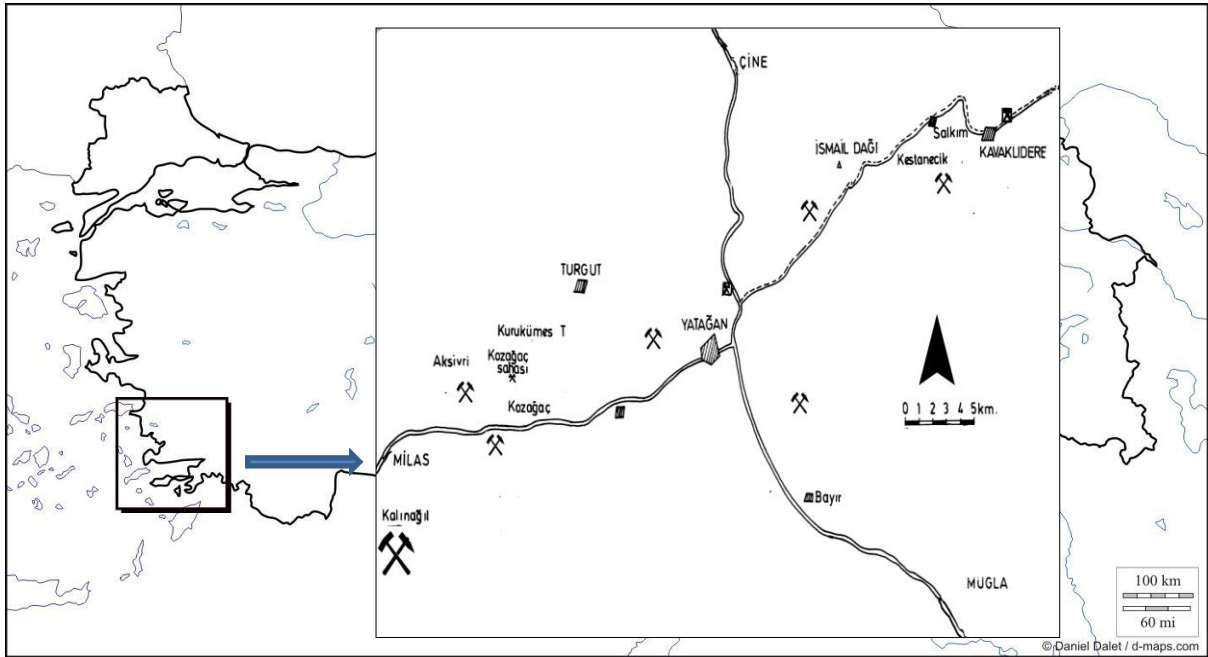 ÇİNE
Salkım
KAVAKLIDERE
İSMAİL DAĞI
Kestanecik
TURGUT
Kurukümes T
YATAĞAN
Aksivri
Kozağaç
sahası
Kozağaç
0 1 2 3 4 5km.
MİLAS
Bayır
Kalınağıl
MUGLA
100 km
60 mi
© Daniel Dalet / d-maps.com